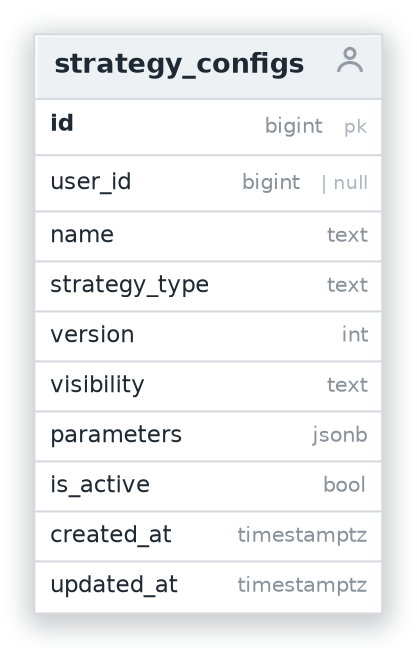 strategy_configs
id bigint pk
user_id bigint | null
name text
strategy_type text
version int
visibility text
parameters jsonb
is_active bool
created_at timestamptz
updated_at timestamptz